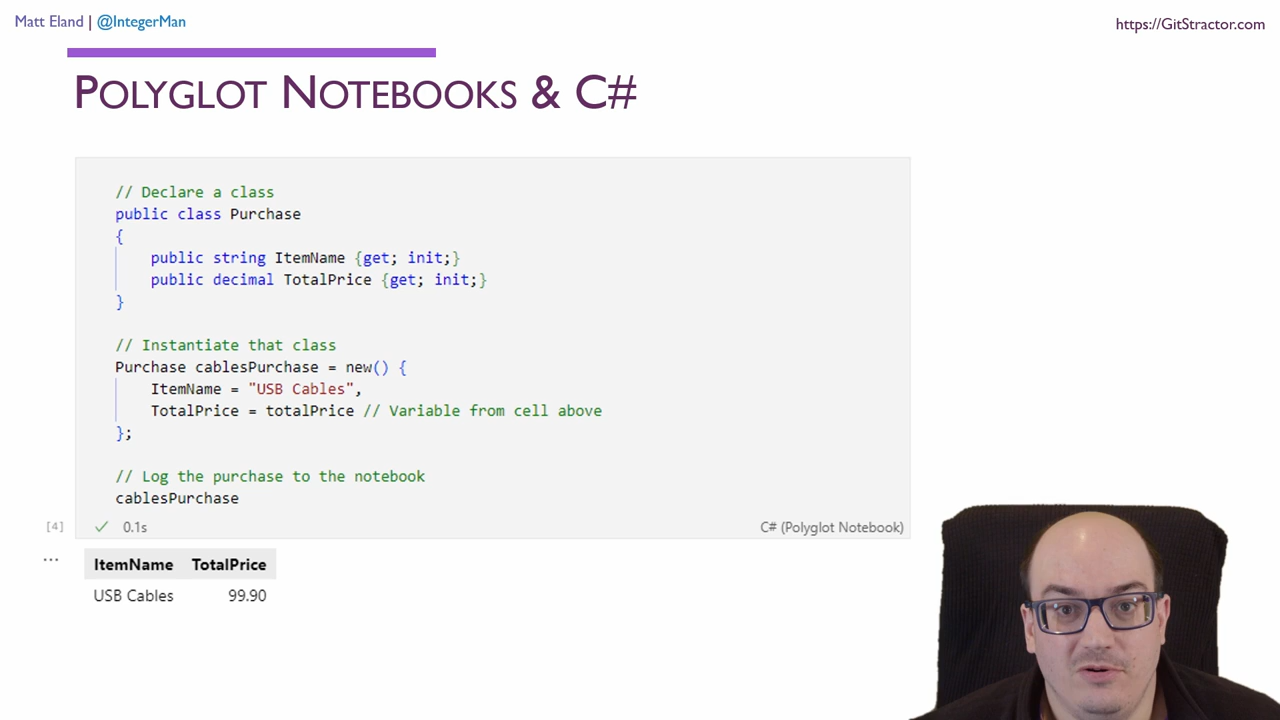 Matt Eland | @IntegerMan
https://GitStractor.com
POLYGLOT NOTEBOOKS & C#
// Declare a class
public class Purchase
{
public string ItemName {get; init;}
public decimal TotalPrice {get; init;}
}
// Instantiate that class
Purchase cablesPurchase = new() {
ItemName = "USB Cables",
TotalPrice = totalPrice // Variable from cell above
};
// Log the purchase to the notebook
cablesPurchase
[4] 0.1s C# (Polyglot Notebook)
... ItemName TotalPrice
USB Cables 99.90